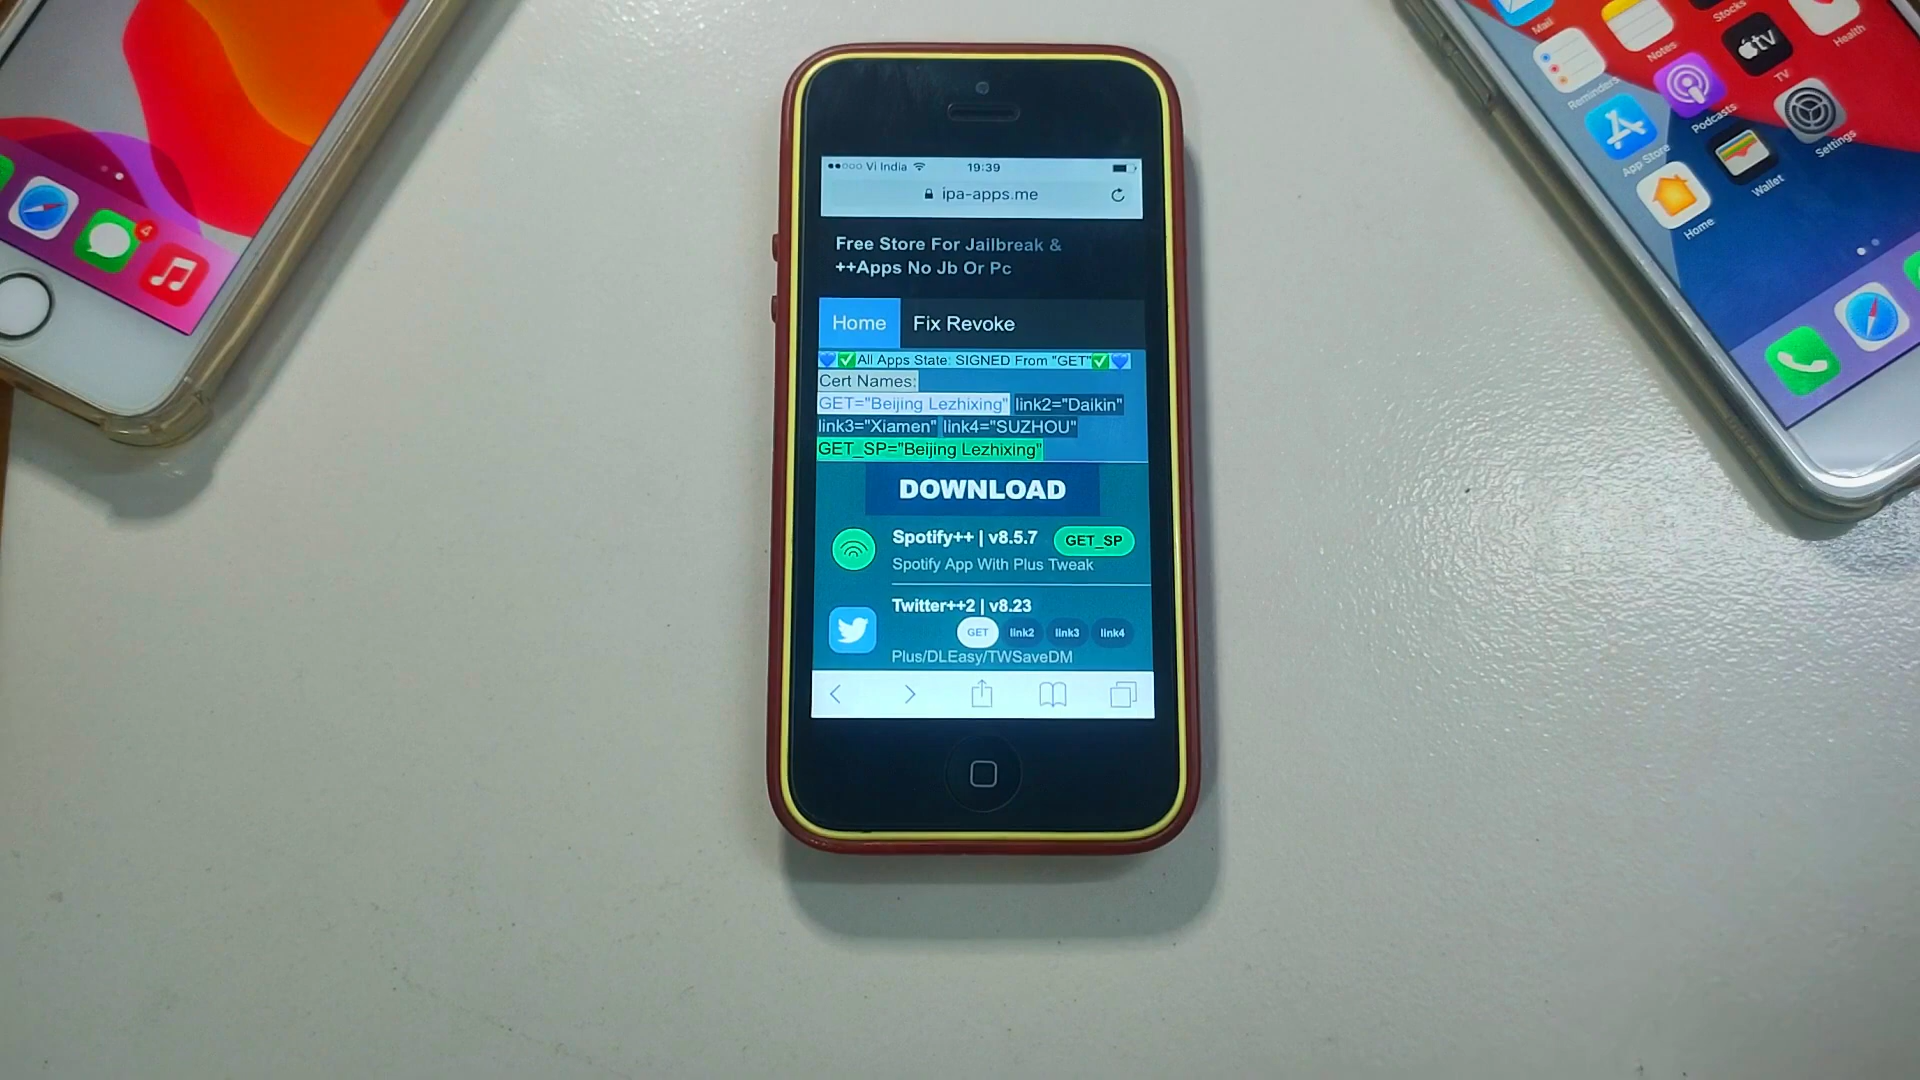 Vi India
19:39
ipa-apps.me
Free Store For Jailbreak &
++Apps No Jb Or Pc
Home Fix Revoke
💙✅All Apps State: SIGNED From "GET"✅💙
Cert Names:
GET="Beijing Lezhixing" link2="Daikin"
link3="Xiamen" link4="SUZHOU"
GET_SP="Beijing Lezhixing"
DOWNLOAD
Spotify++ | v8.5.7 GET_SP
Spotify App With Plus Tweak
Twitter++2 | v8.23
GET link2 link3 link4
Plus/DLEasy/TWSaveDM
4
Mail
Notes
Stocks
Health
Reminders
Podcasts
tv
TV
Settings
App Store
Wallet
Home